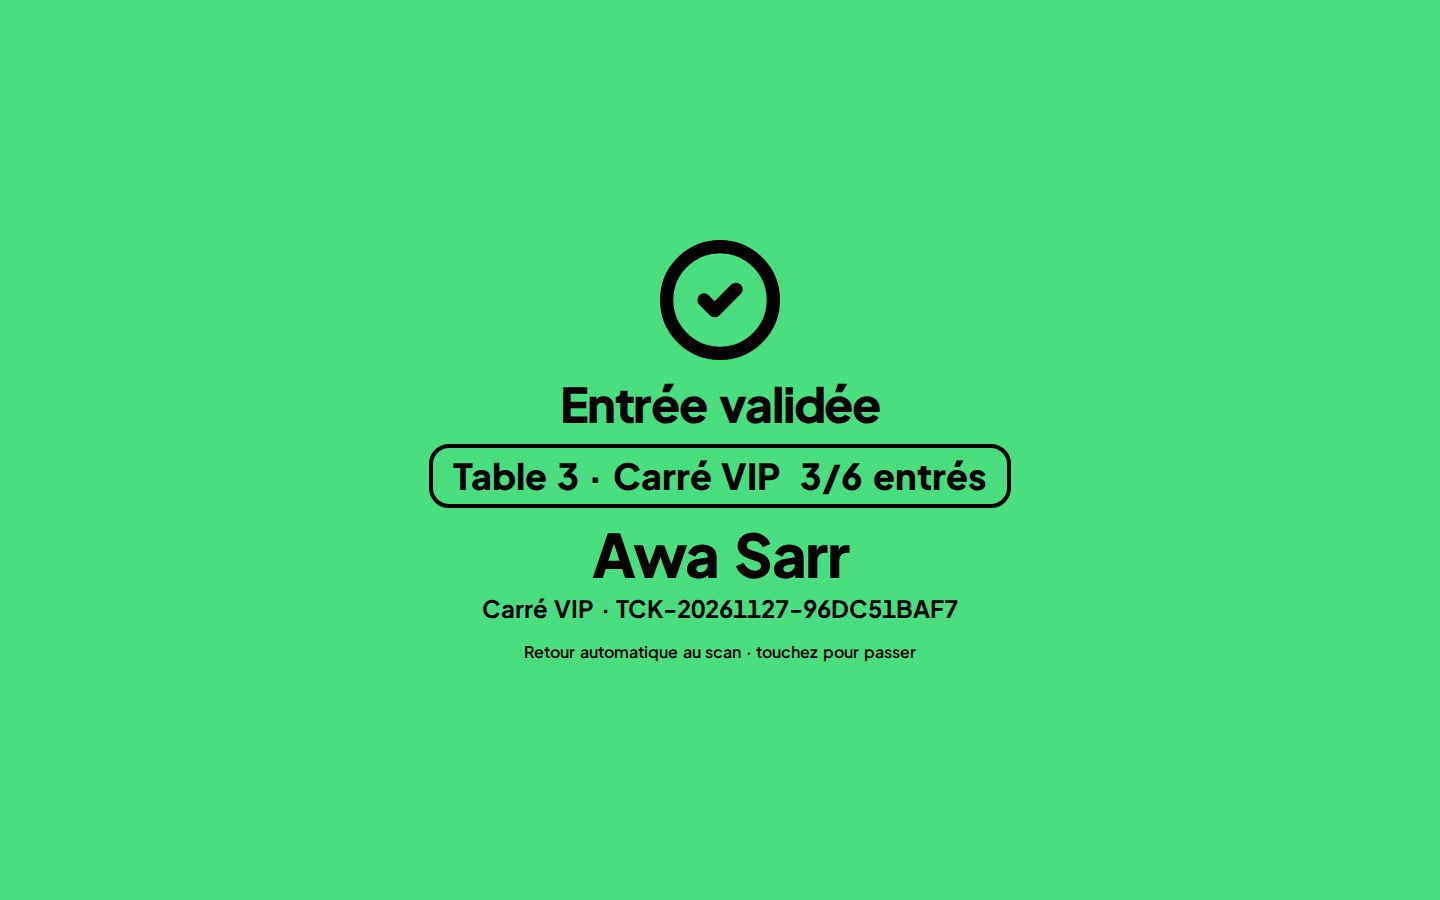 Entrée validée
Table 3 · Carré VIP 3/6 entrés
Awa Sarr
Carré VIP · TCK-20261127-96DC51BAF7
Retour automatique au scan · touchez pour passer